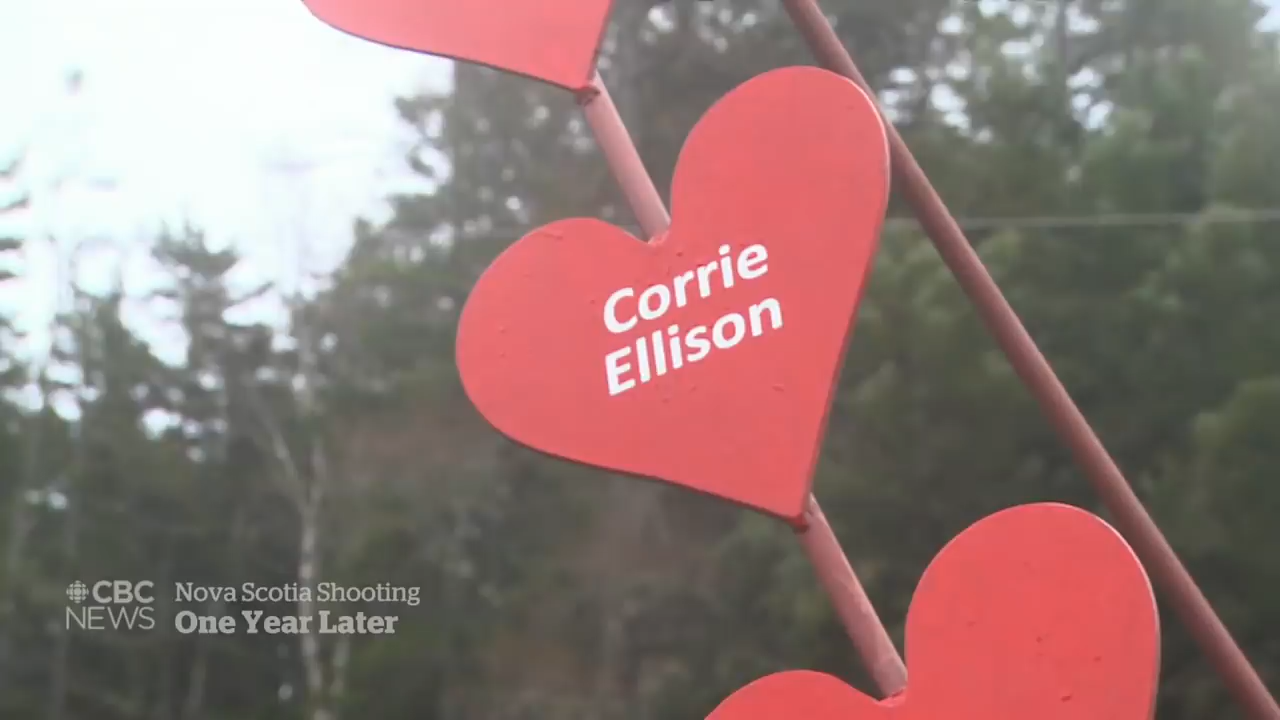 Corrie
Ellison
CBC
NEWS
Nova Scotia Shooting
One Year Later